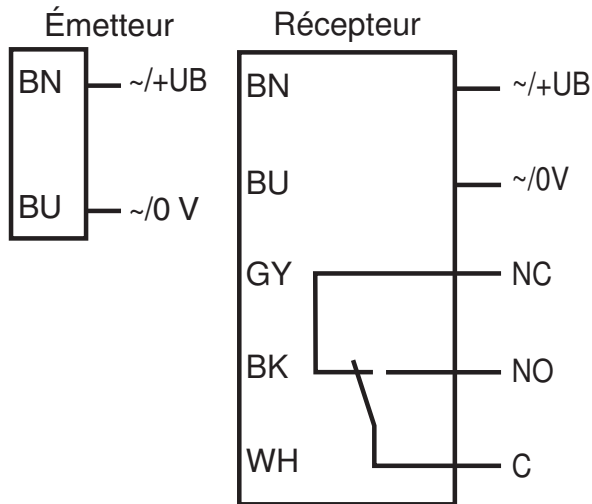 Émetteur
BN ~/+UB
BU ~/0 V
Récepteur
BN ~/+UB
BU ~/0V
GY NC
BK NO
WH C